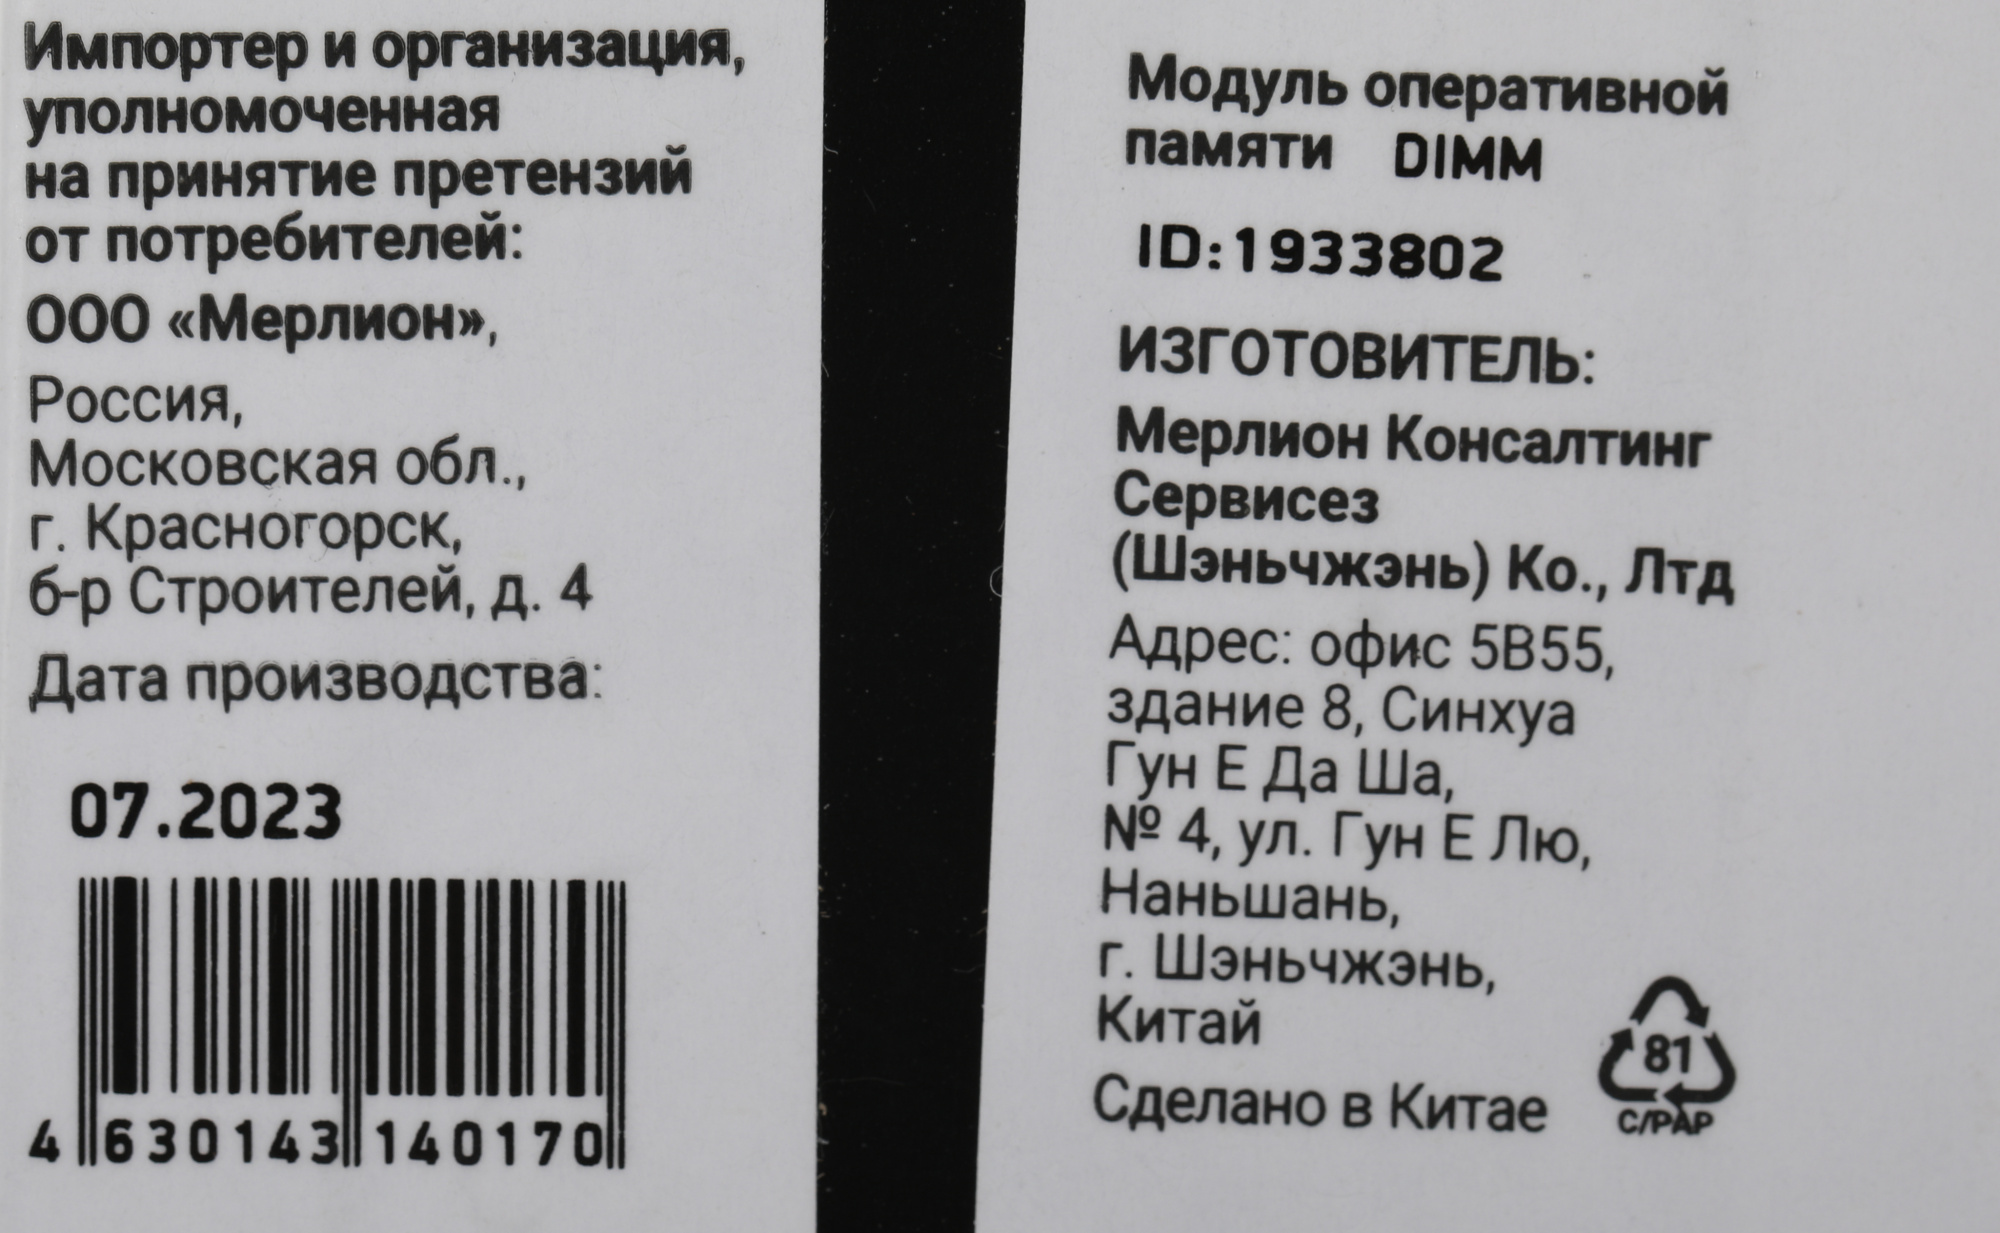 Импортер и организация,
уполномоченная
на принятие претензий
от потребителей:
ООО «Мерлион»,
Россия,
Московская обл.,
г. Красногорск,
б-р Строителей, д. 4
Дата производства:
07.2023
4 630143 140170
Модуль оперативной
памяти DIMM
ID:1933802
ИЗГОТОВИТЕЛЬ:
Мерлион Консалтинг
Сервисез
(Шэньчжэнь) Ко., Лтд
Адрес: офис 5В55,
здание 8, Синхуа
Гун Е Да Ша,
№ 4, ул. Гун Е Лю,
Наньшань,
г. Шэньчжэнь,
Китай
Сделано в Китае
81
C/PAP